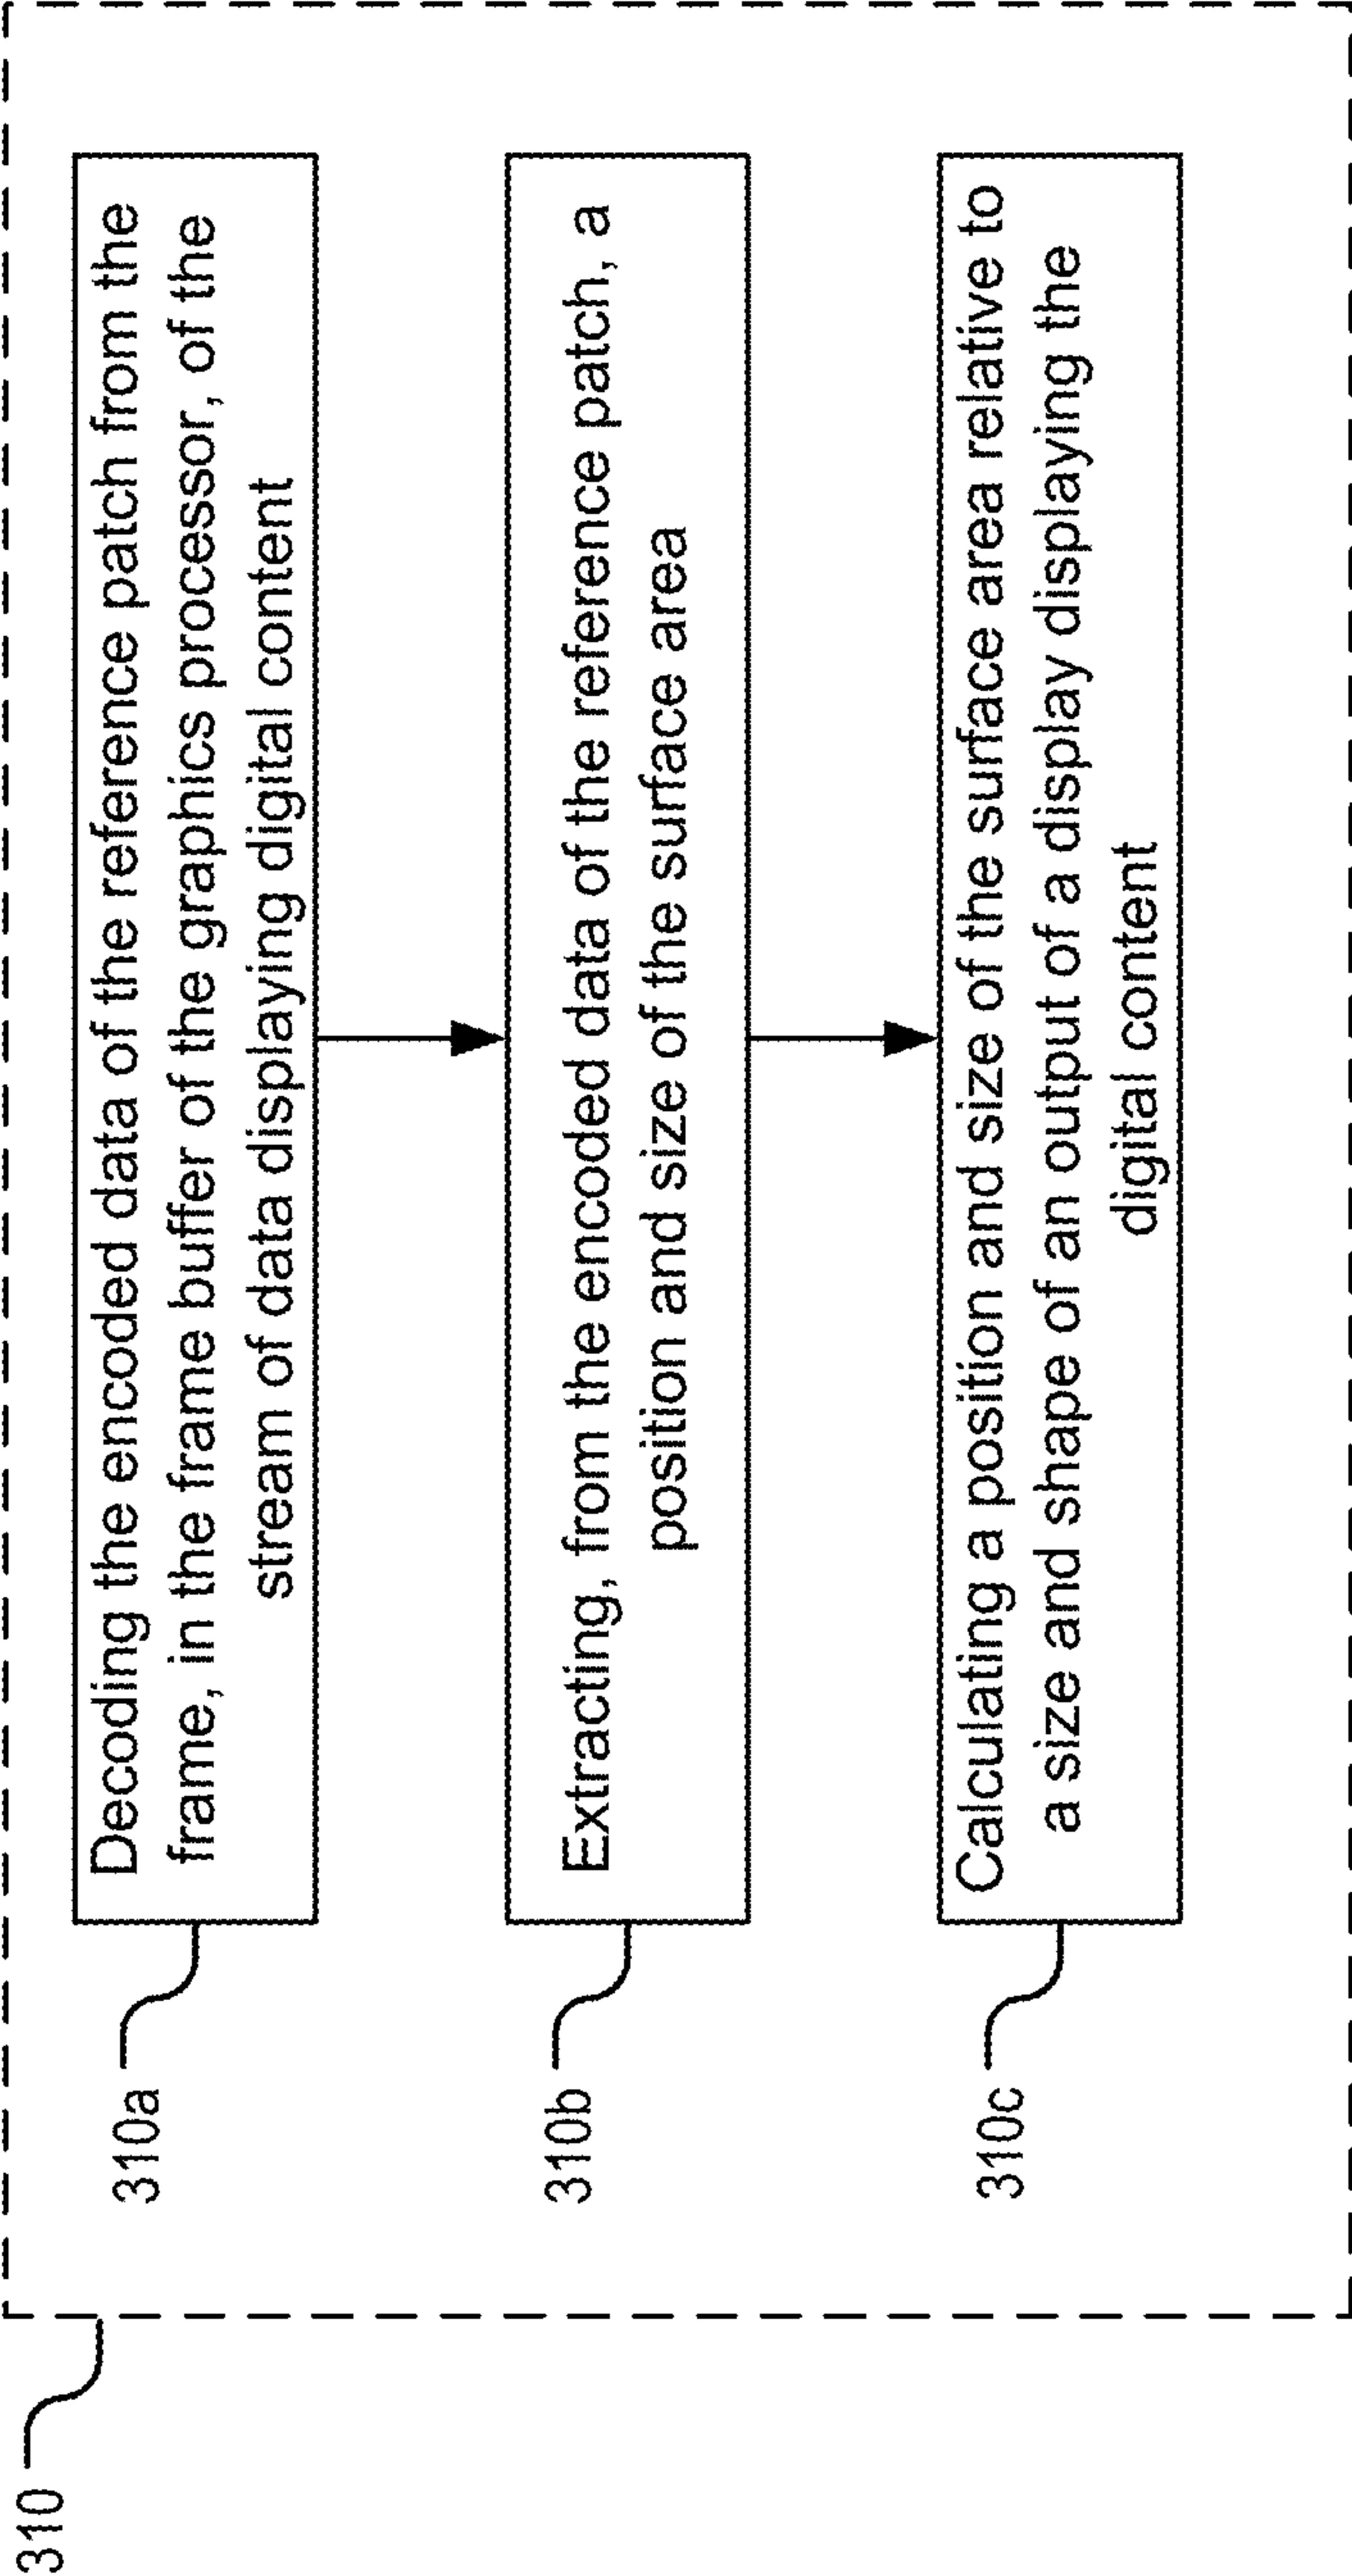 310
310a
Decoding the encoded data of the reference patch from the
frame, in the frame buffer of the graphics processor, of the
stream of data displaying digital content
310b
Extracting, from the encoded data of the reference patch, a
position and size of the surface area
310c
Calculating a position and size of the surface area relative to
a size and shape of an output of a display displaying the
digital content